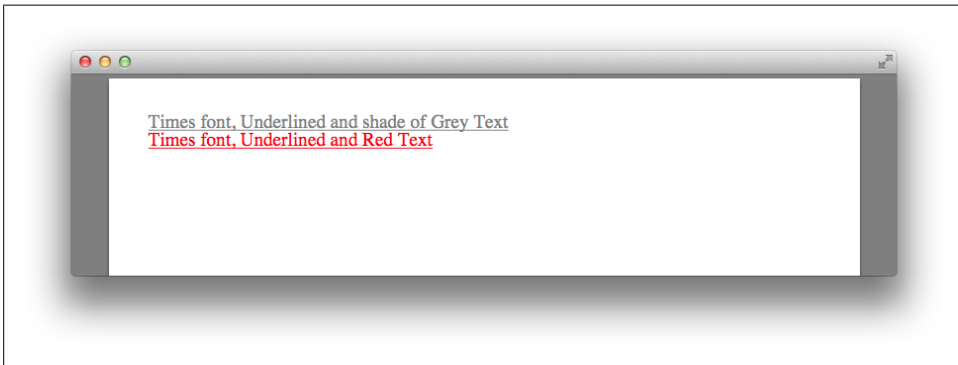 Times font, Underlined and shade of Grey Text
Times font, Underlined and Red Text